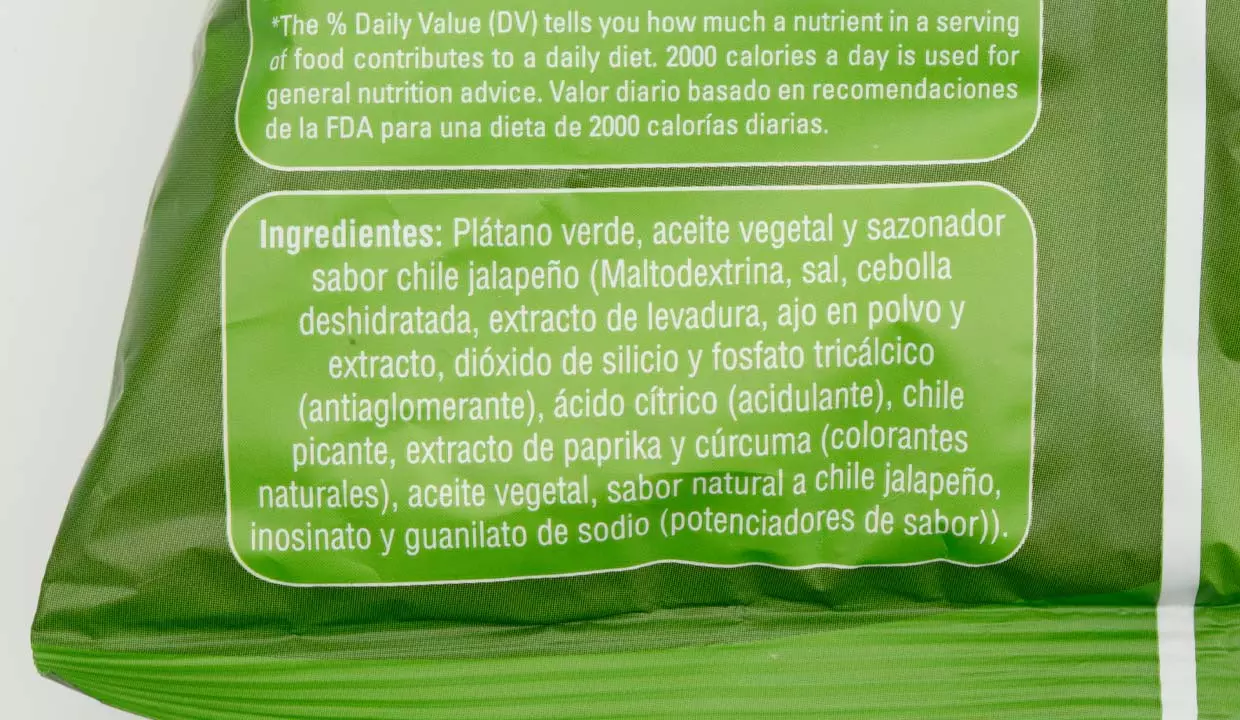 *The % Daily Value (DV) tells you how much a nutrient in a serving
of food contributes to a daily diet. 2000 calories a day is used for
general nutrition advice. Valor diario basado en recomendaciones
de la FDA para una dieta de 2000 calorías diarias.
Ingredientes: Plátano verde, aceite vegetal y sazonador
sabor chile jalapeño (Maltodextrina, sal, cebolla
deshidratada, extracto de levadura, ajo en polvo y
extracto, dióxido de silicio y fosfato tricálcico
(antiaglomerante), ácido cítrico (acidulante), chile
picante, extracto de paprika y cúrcuma (colorantes
naturales), aceite vegetal, sabor natural a chile jalapeño,
inosinato y guanilato de sodio (potenciadores de sabor)).